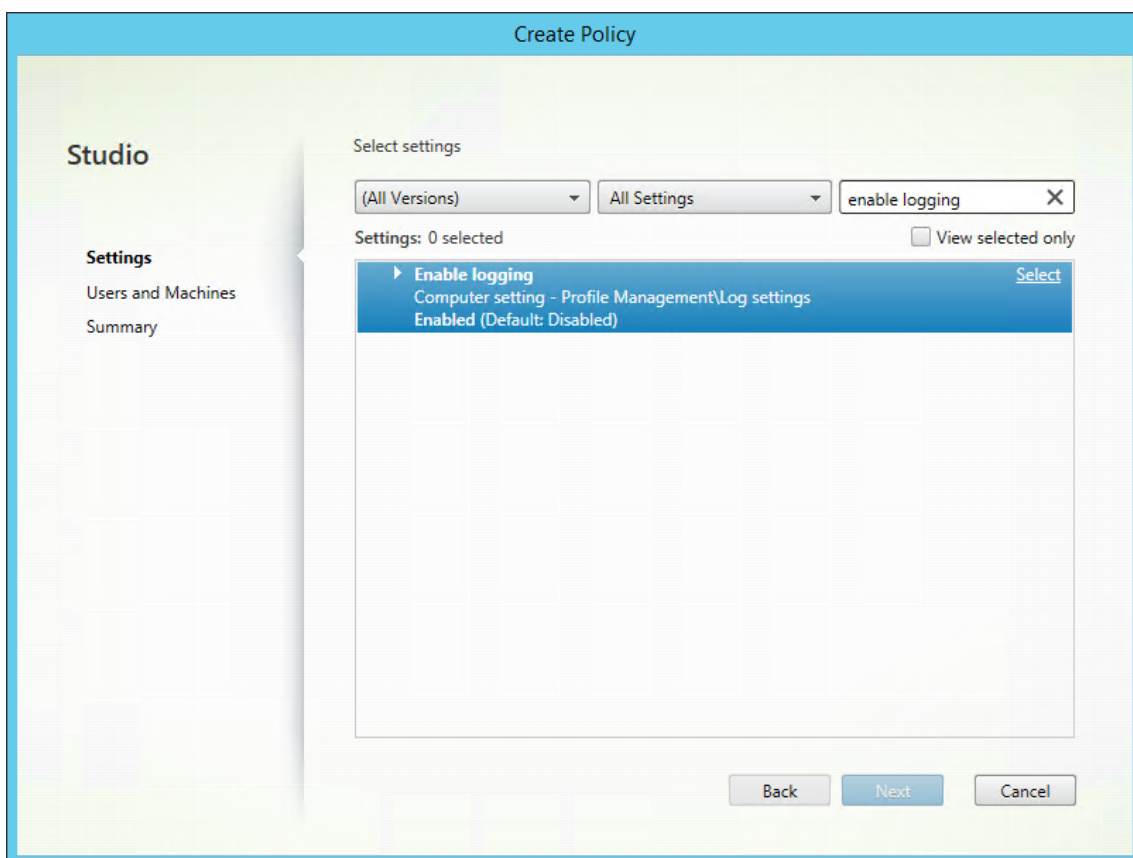 Create Policy
Studio
Select settings
(All Versions)
All Settings
enable logging
Settings: 0 selected
View selected only
Settings
Users and Machines
Summary
Enable logging
Select
Computer setting - Profile Management\Log settings
Enabled (Default: Disabled)
Back
Next
Cancel